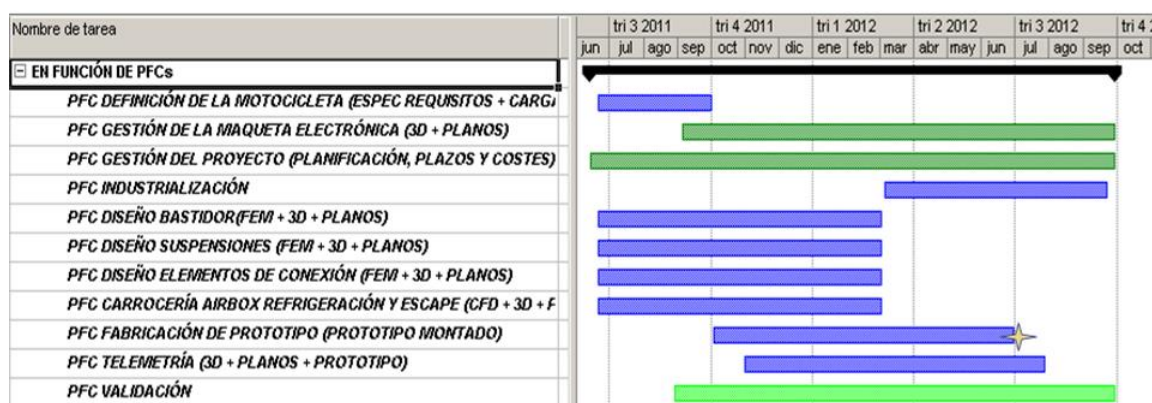 Nombre de tarea
tri 3 2011 tri 4 2011 tri 1 2012 tri 2 2012 tri 3 2012 tri 4
jun jul ago sep oct nov dic ene feb mar abr may jun jul ago sep oct
EN FUNCIÓN DE PFCs
PFC DEFINICIÓN DE LA MOTOCICLETA (ESPEC REQUISITOS + CARG
PFC GESTIÓN DE LA MAQUETA ELECTRÓNICA (3D + PLANOS)
PFC GESTIÓN DEL PROYECTO (PLANIFICACIÓN, PLAZOS Y COSTES)
PFC INDUSTRIALIZACIÓN
PFC DISEÑO BASTIDOR(FEM + 3D + PLANOS)
PFC DISEÑO SUSPENSIONES (FEM + 3D + PLANOS)
PFC DISEÑO ELEMENTOS DE CONEXIÓN (FEM + 3D + PLANOS)
PFC CARROCERÍA AIRBOX REFRIGERACIÓN Y ESCAPE (CFD + 3D +
PFC FABRICACIÓN DE PROTOTIPO (PROTOTIPO MONTADO)
PFC TELEMETRÍA (3D + PLANOS + PROTOTIPO)
PFC VALIDACIÓN